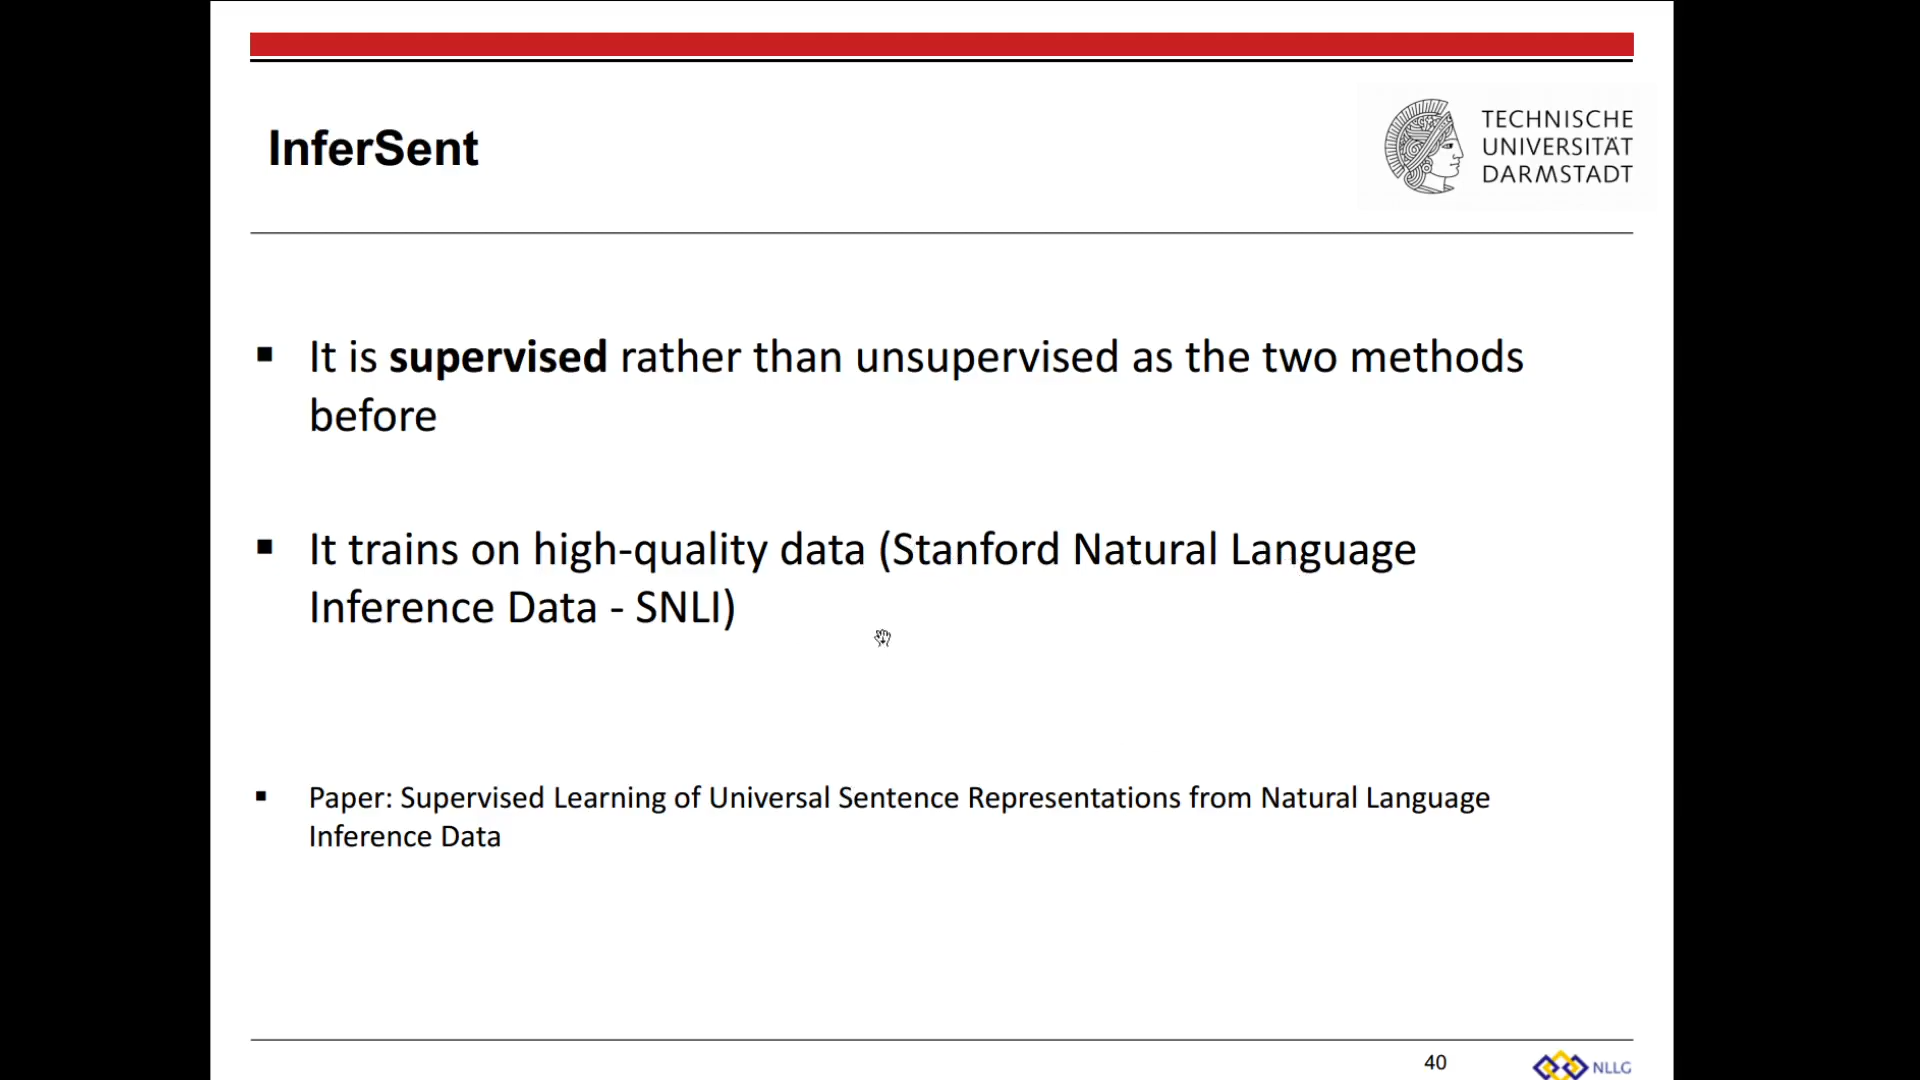 InferSent
TECHNISCHE
UNIVERSITÄT
DARMSTADT
▪ It is supervised rather than unsupervised as the two methods
before
▪ It trains on high-quality data (Stanford Natural Language
Inference Data - SNLI)
▪ Paper: Supervised Learning of Universal Sentence Representations from Natural Language
Inference Data
40
NLLG